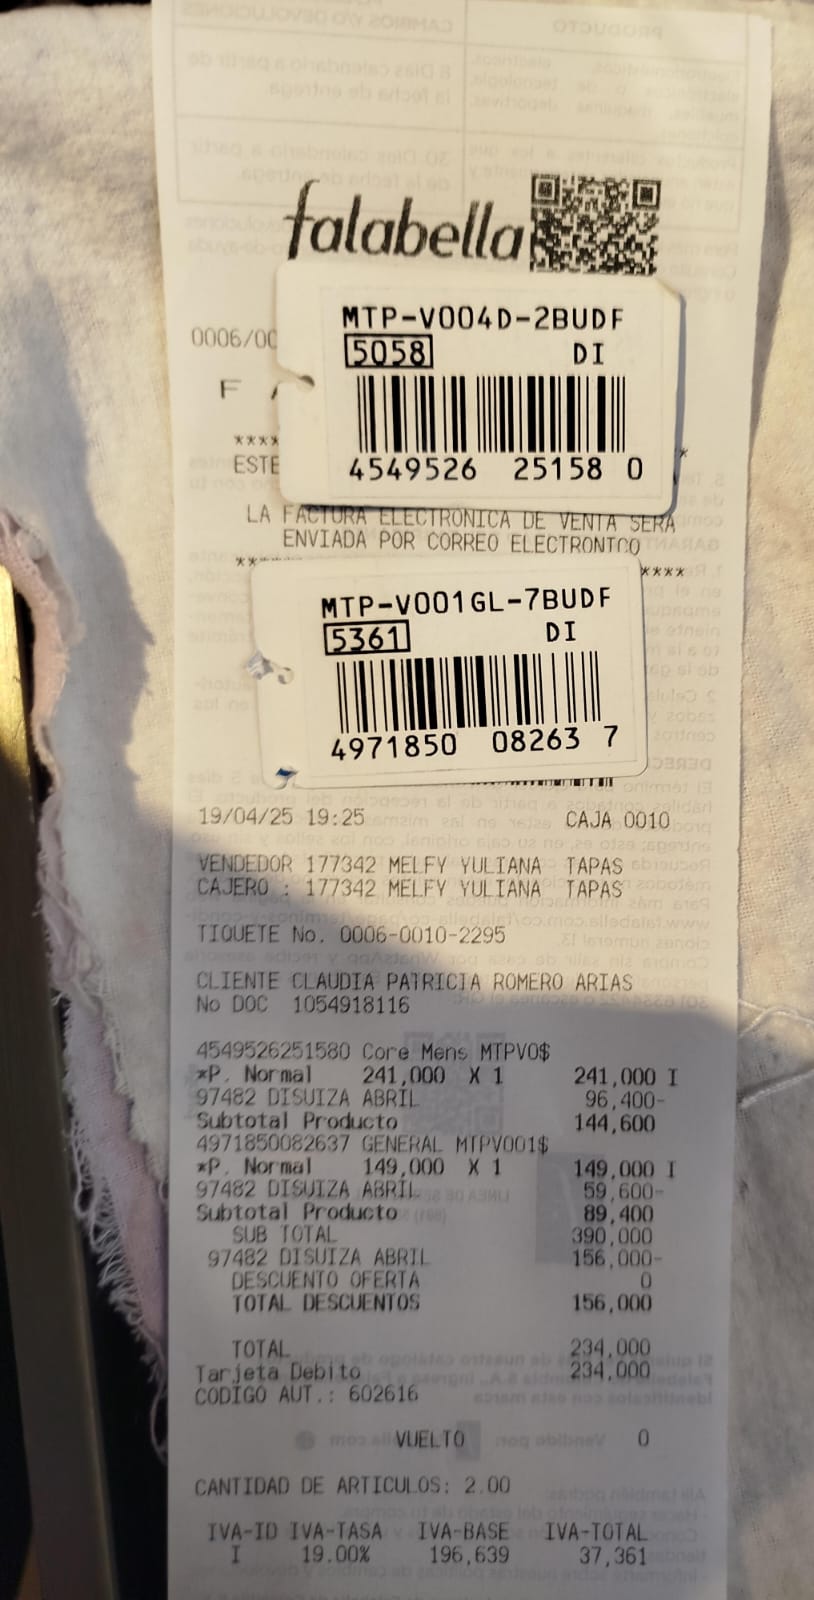 falabella
MTP-V004D-2BUDF
5058 DI
4549526 25158 0
0006/00
F A
****
ESTE
LA FACTURA ELECTRONICA DE VENTA SERA
ENVIADA POR CORREO ELECTRONICO
** ****
MTP-V001GL-7BUDF
5361 DI
4971850 08263 7
19/04/25 19:25 CAJA 0010
VENDEDOR 177342 MELFY YULIANA TAPAS
CAJERO : 177342 MELFY YULIANA TAPAS
TIQUETE No. 0006-0010-2295
CLIENTE CLAUDIA PATRICIA ROMERO ARIAS
No DOC 1054918116
4549526251580 Core Mens MTPV0$
*P. Normal 241,000 X 1 241,000 I
97482 DISUIZA ABRIL 96,400-
Subtotal Producto 144,600
4971850082637 GENERAL MTPV001$
*P. Normal 149,000 X 1 149,000 I
97482 DISUIZA ABRIL 59,600-
Subtotal Producto 89,400
SUB TOTAL 390,000
97482 DISUIZA ABRIL 156,000-
DESCUENTO OFERTA 0
TOTAL DESCUENTOS 156,000
TOTAL 234,000
Tarjeta Debito 234,000
CODIGO AUT.: 602616
VUELTO 0
CANTIDAD DE ARTICULOS: 2.00
IVA-ID IVA-TASA IVA-BASE IVA-TOTAL
I 19.00% 196,639 37,361